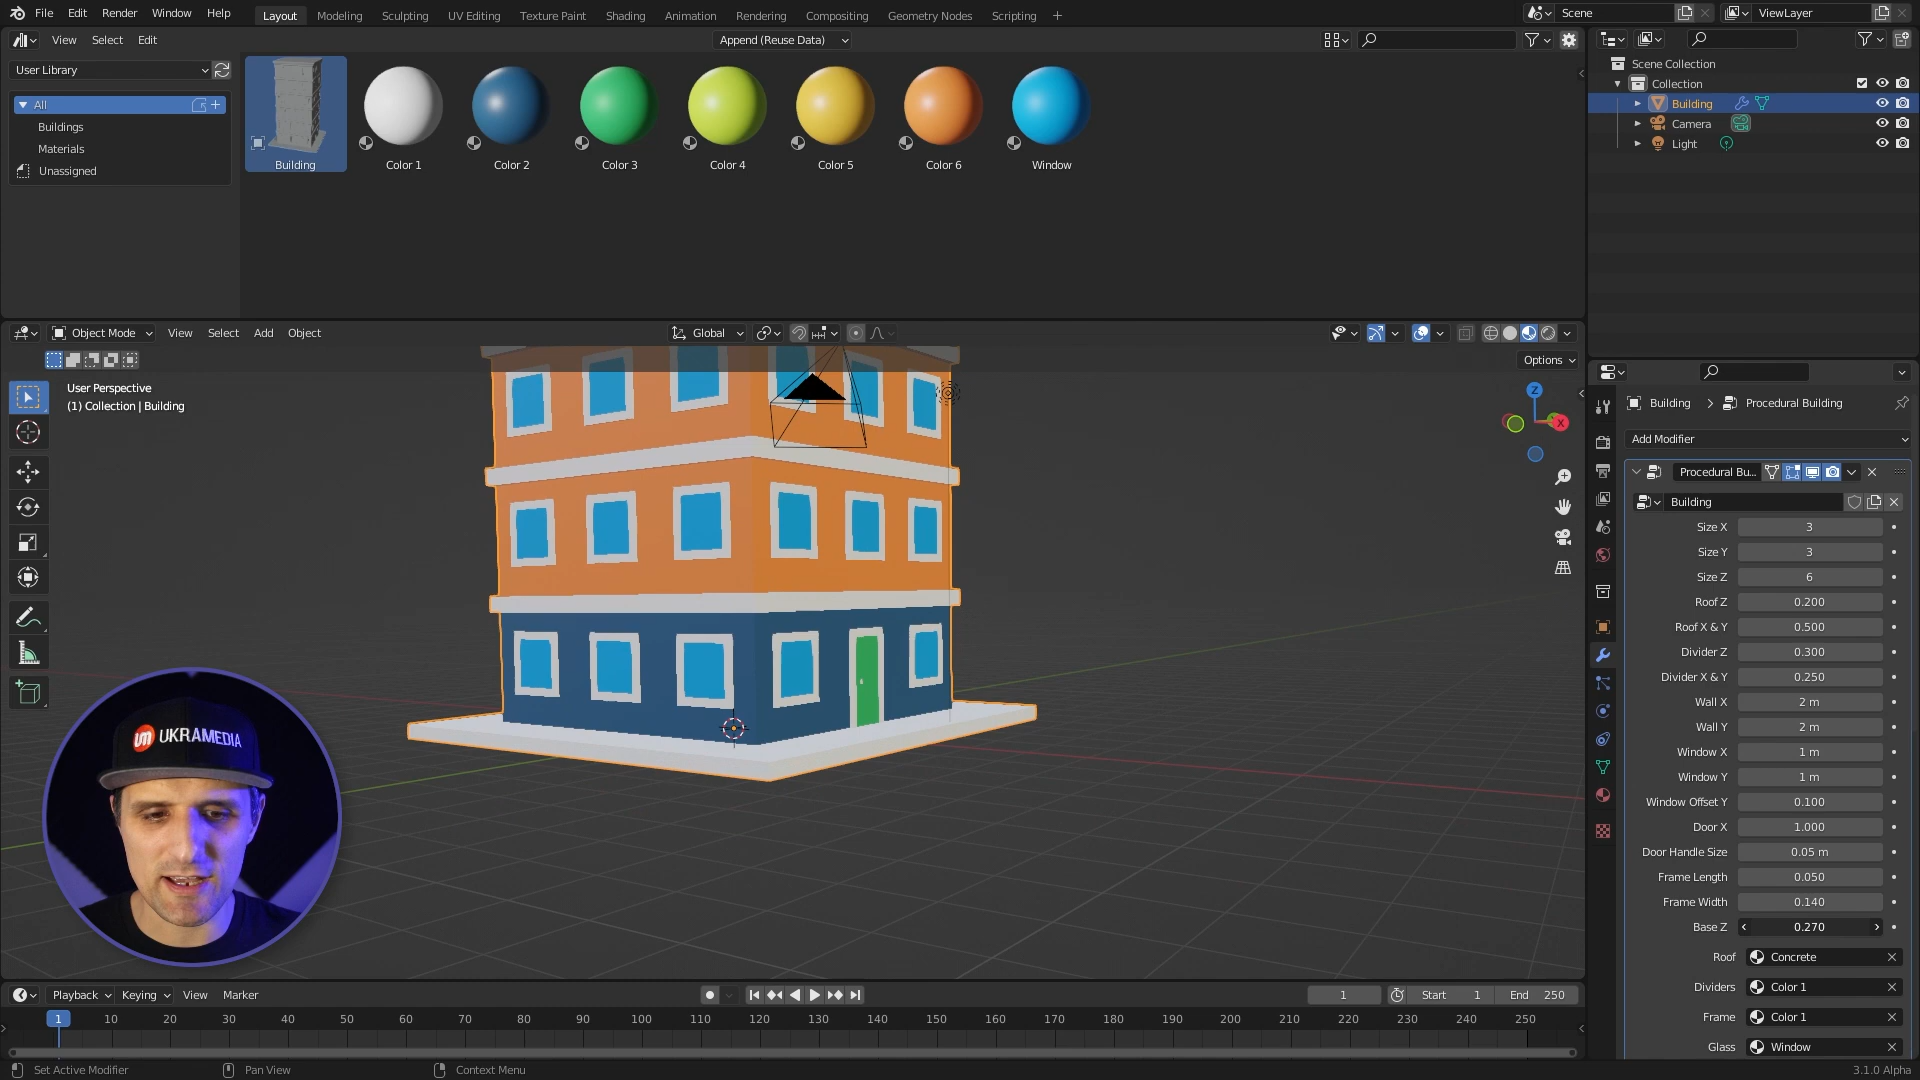 File Edit Render Window Help Layout Modeling Sculpting UV Editing Texture Paint Shading Animation Rendering Compositing Geometry Nodes Scripting + Scene ViewLayer
View Select Edit Append (Reuse Data)
User Library
All
Buildings
Materials
Unassigned
Building Color 1 Color 2 Color 3 Color 4 Color 5 Color 6 Window
Scene Collection
Collection
Building
Camera
Light
Object Mode View Select Add Object Global
Options
User Perspective
(1) Collection | Building
Z
X
UKRAMEDIA
Building > Procedural Building
Add Modifier
Procedural Bu...
Building
Size X 3
Size Y 3
Size Z 6
Roof Z 0.200
Roof X & Y 0.500
Divider Z 0.300
Divider X & Y 0.250
Wall X 2 m
Wall Y 2 m
Window X 1 m
Window Y 1 m
Window Offset Y 0.100
Door X 1.000
Door Handle Size 0.05 m
Frame Length 0.050
Frame Width 0.140
Base Z 0.270
Roof Concrete
Dividers Color 1
Frame Color 1
Glass Window
Playback Keying View Marker 1 Start 1 End 250
1 10 20 30 40 50 60 70 80 90 100 110 120 130 140 150 160 170 180 190 200 210 220 230 240 250
Set Active Modifier Pan View Context Menu 3.1.0 Alpha